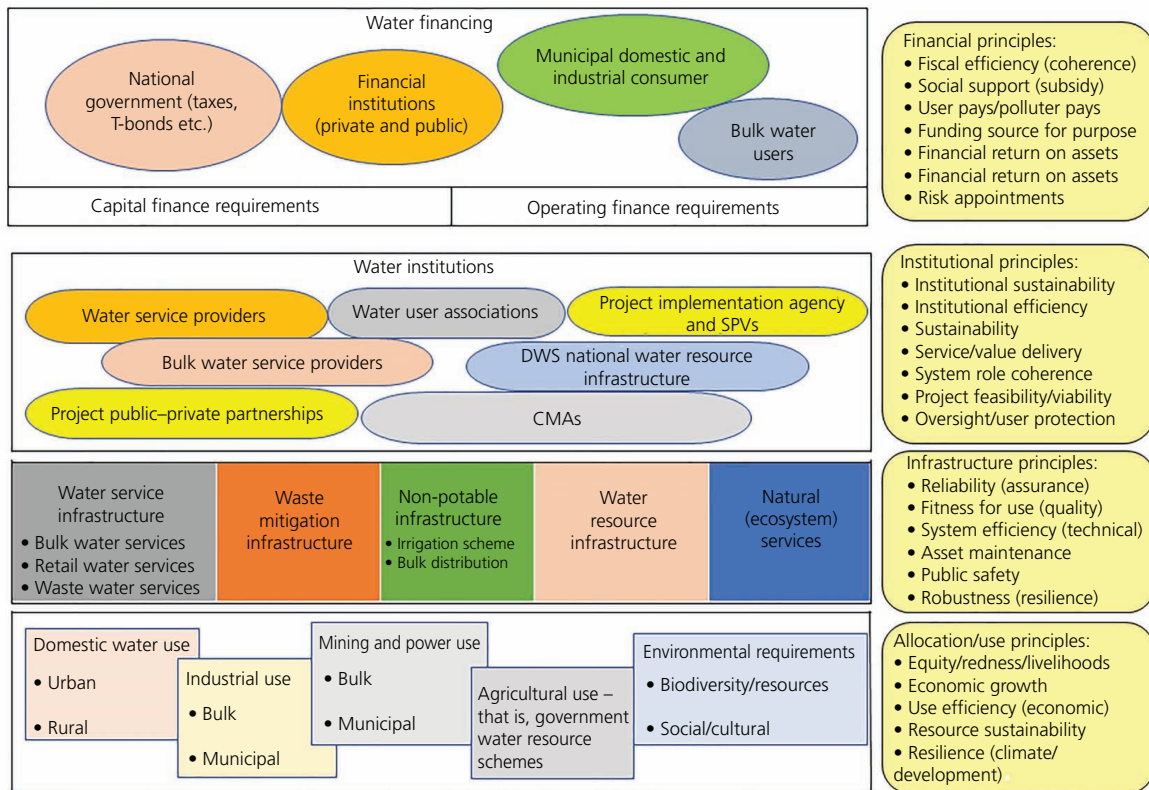 Water financing
National
government (taxes,
T-bonds etc.)
Financial
institutions
(private and public)
Municipal domestic and
industrial consumer
Bulk water
users
Capital finance requirements
Operating finance requirements
Financial principles:
• Fiscal efficiency (coherence)
• Social support (subsidy)
• User pays/polluter pays
• Funding source for purpose
• Financial return on assets
• Financial return on assets
• Risk appointments
Water institutions
Water service providers
Water user associations
Project implementation agency
and SPVs
Bulk water service providers
DWS national water resource
infrastructure
Project public–private partnerships
CMAs
Institutional principles:
• Institutional sustainability
• Institutional efficiency
• Sustainability
• Service/value delivery
• System role coherence
• Project feasibility/viability
• Oversight/user protection
Water service
infrastructure
• Bulk water services
• Retail water services
• Waste water services
Waste
mitigation
infrastructure
Non-potable
infrastructure
• Irrigation scheme
• Bulk distribution
Water
resource
infrastructure
Natural
(ecosystem)
services
Infrastructure principles:
• Reliability (assurance)
• Fitness for use (quality)
• System efficiency (technical)
• Asset maintenance
• Public safety
• Robustness (resilience)
Domestic water use
• Urban
• Rural
Industrial use
• Bulk
• Municipal
Mining and power use
• Bulk
• Municipal
Agricultural use –
that is, government
water resource
schemes
Environmental requirements
• Biodiversity/resources
• Social/cultural
Allocation/use principles:
• Equity/redness/livelihoods
• Economic growth
• Use efficiency (economic)
• Resource sustainability
• Resilience (climate/
development)